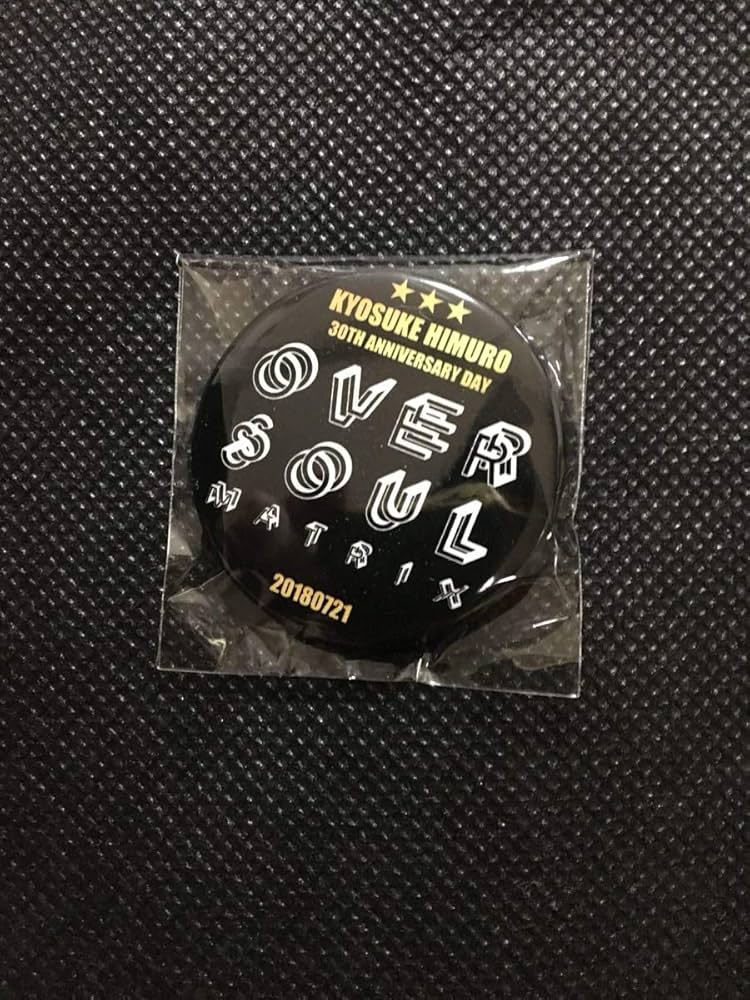 ★★★
KYOSUKE HIMURO
30TH ANNIVERSARY DAY
OVER
SOUL
MATRIX
20180721